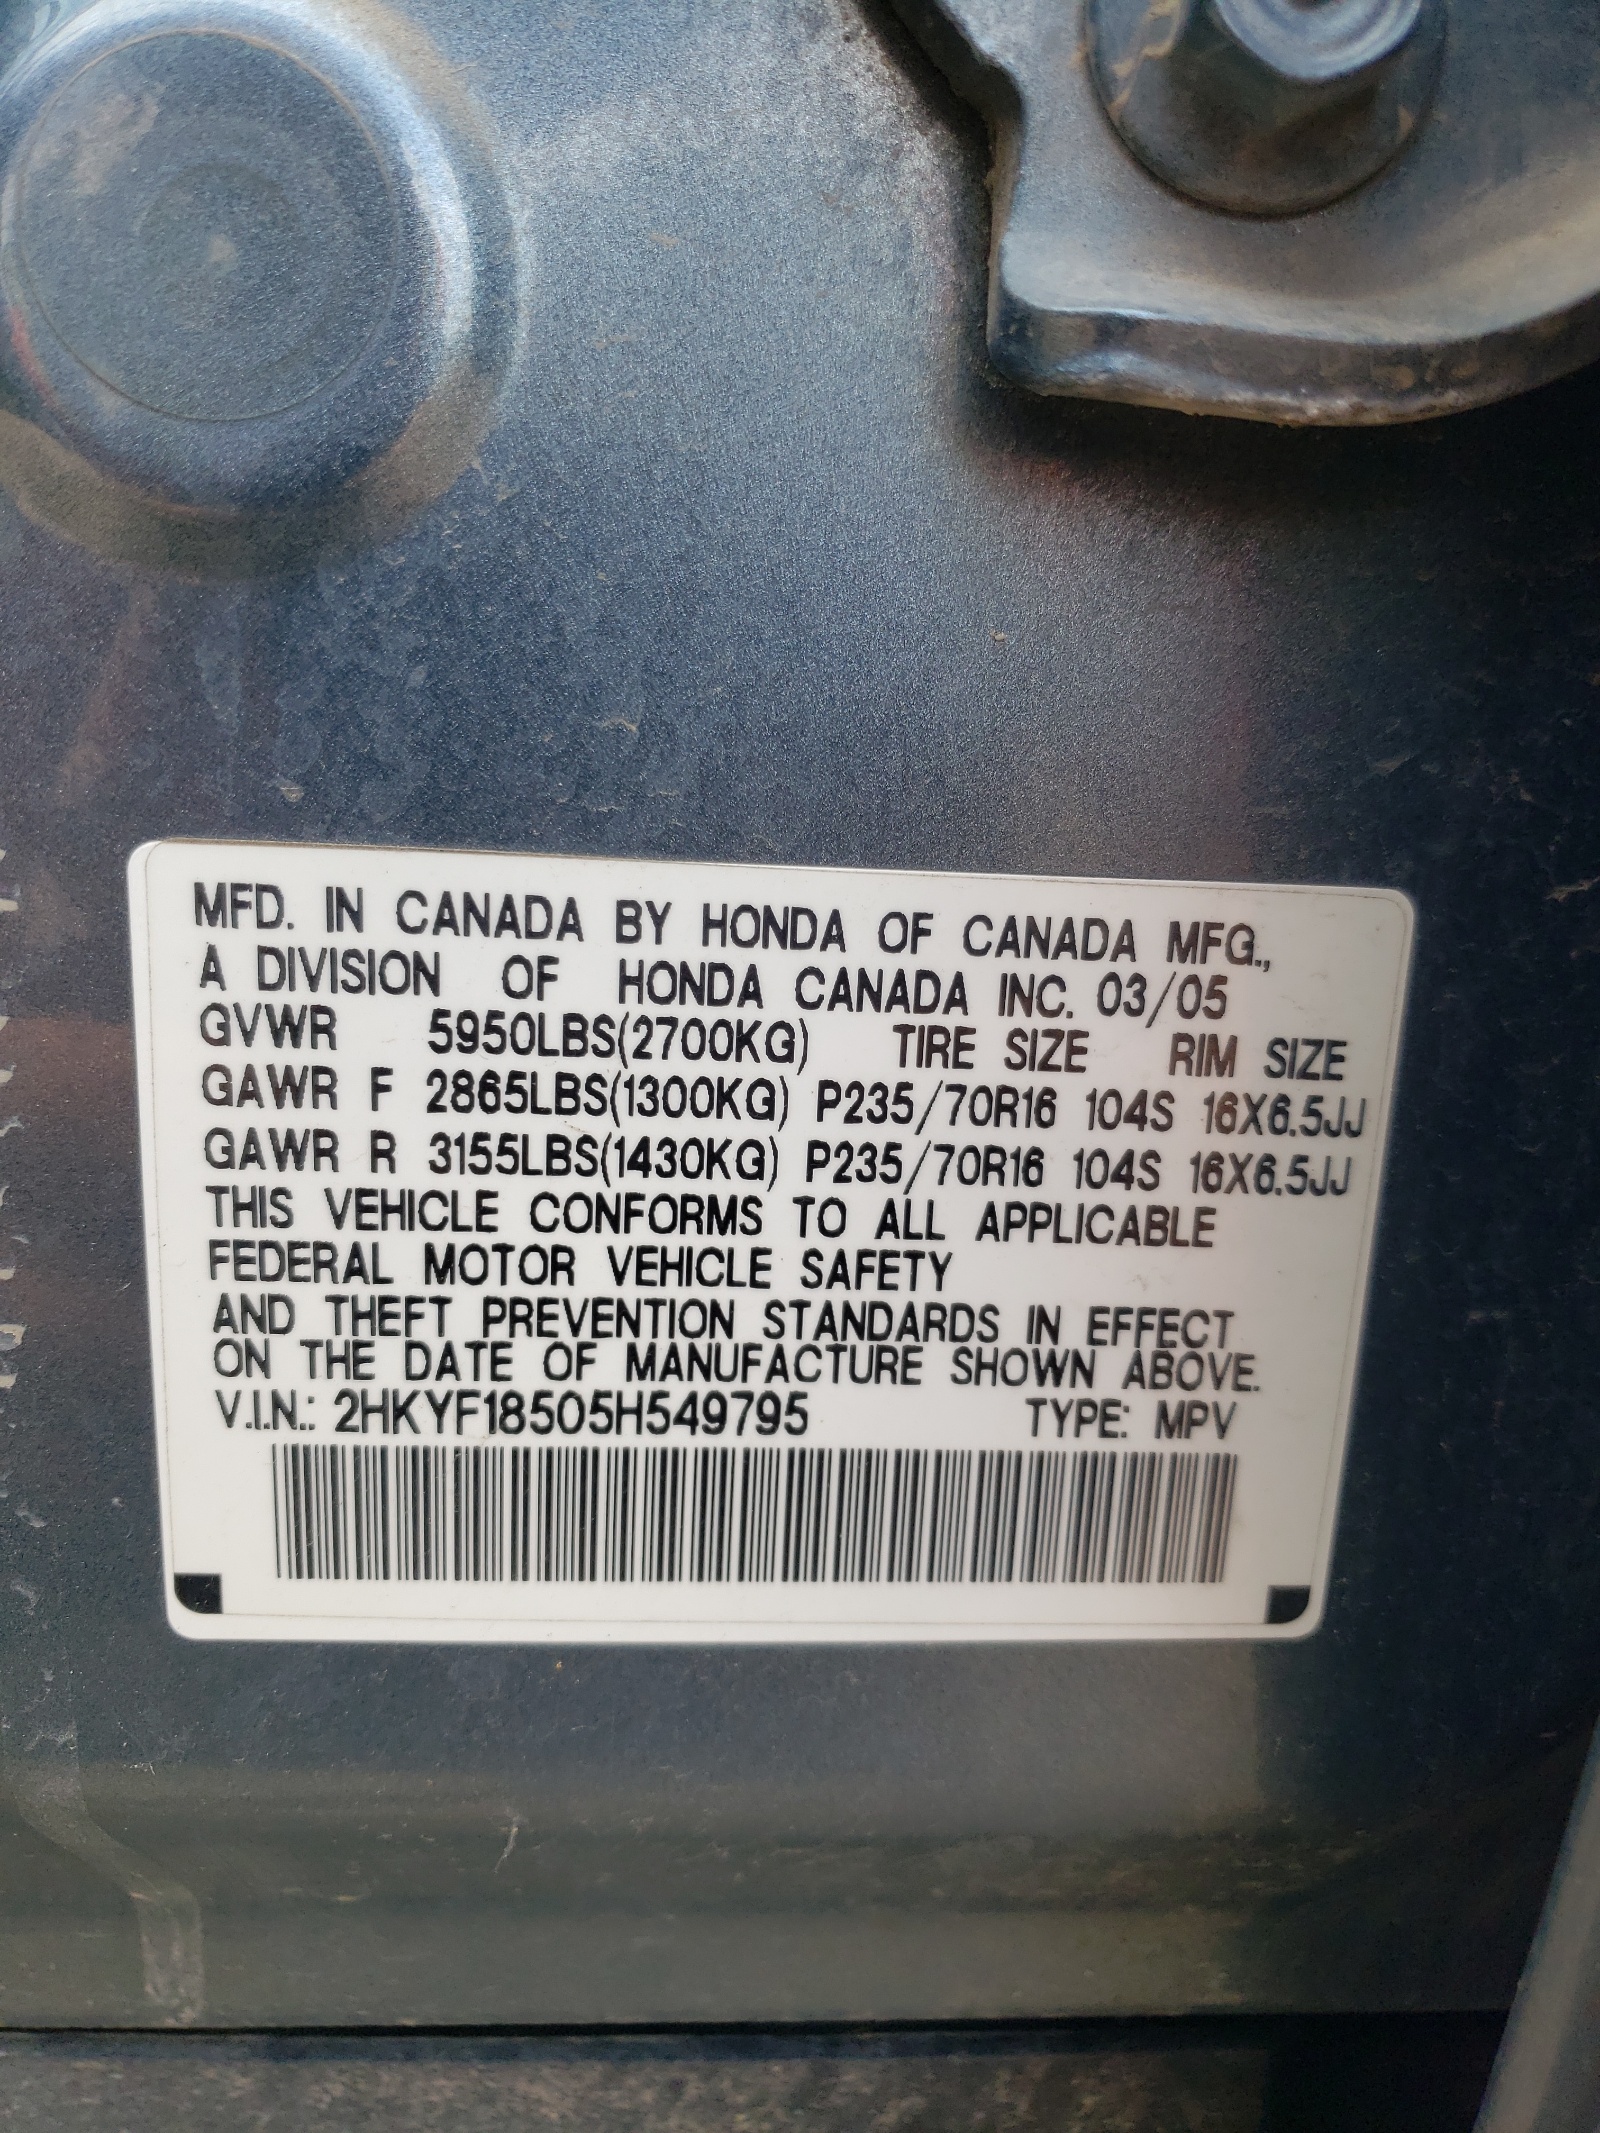 MFD. IN CANADA BY HONDA OF CANADA MFG.,
A DIVISION OF HONDA CANADA INC. 03/05
GVWR 5950LBS(2700KG) TIRE SIZE RIM SIZE
GAWR F 2865LBS(1300KG) P235/70R16 104S 16X6.5JJ
GAWR R 3155LBS(1430KG) P235/70R16 104S 16X6.5JJ
THIS VEHICLE CONFORMS TO ALL APPLICABLE
FEDERAL MOTOR VEHICLE SAFETY
AND THEFT PREVENTION STANDARDS IN EFFECT
ON THE DATE OF MANUFACTURE SHOWN ABOVE.
V.I.N.: 2HKYF18505H549795 TYPE: MPV